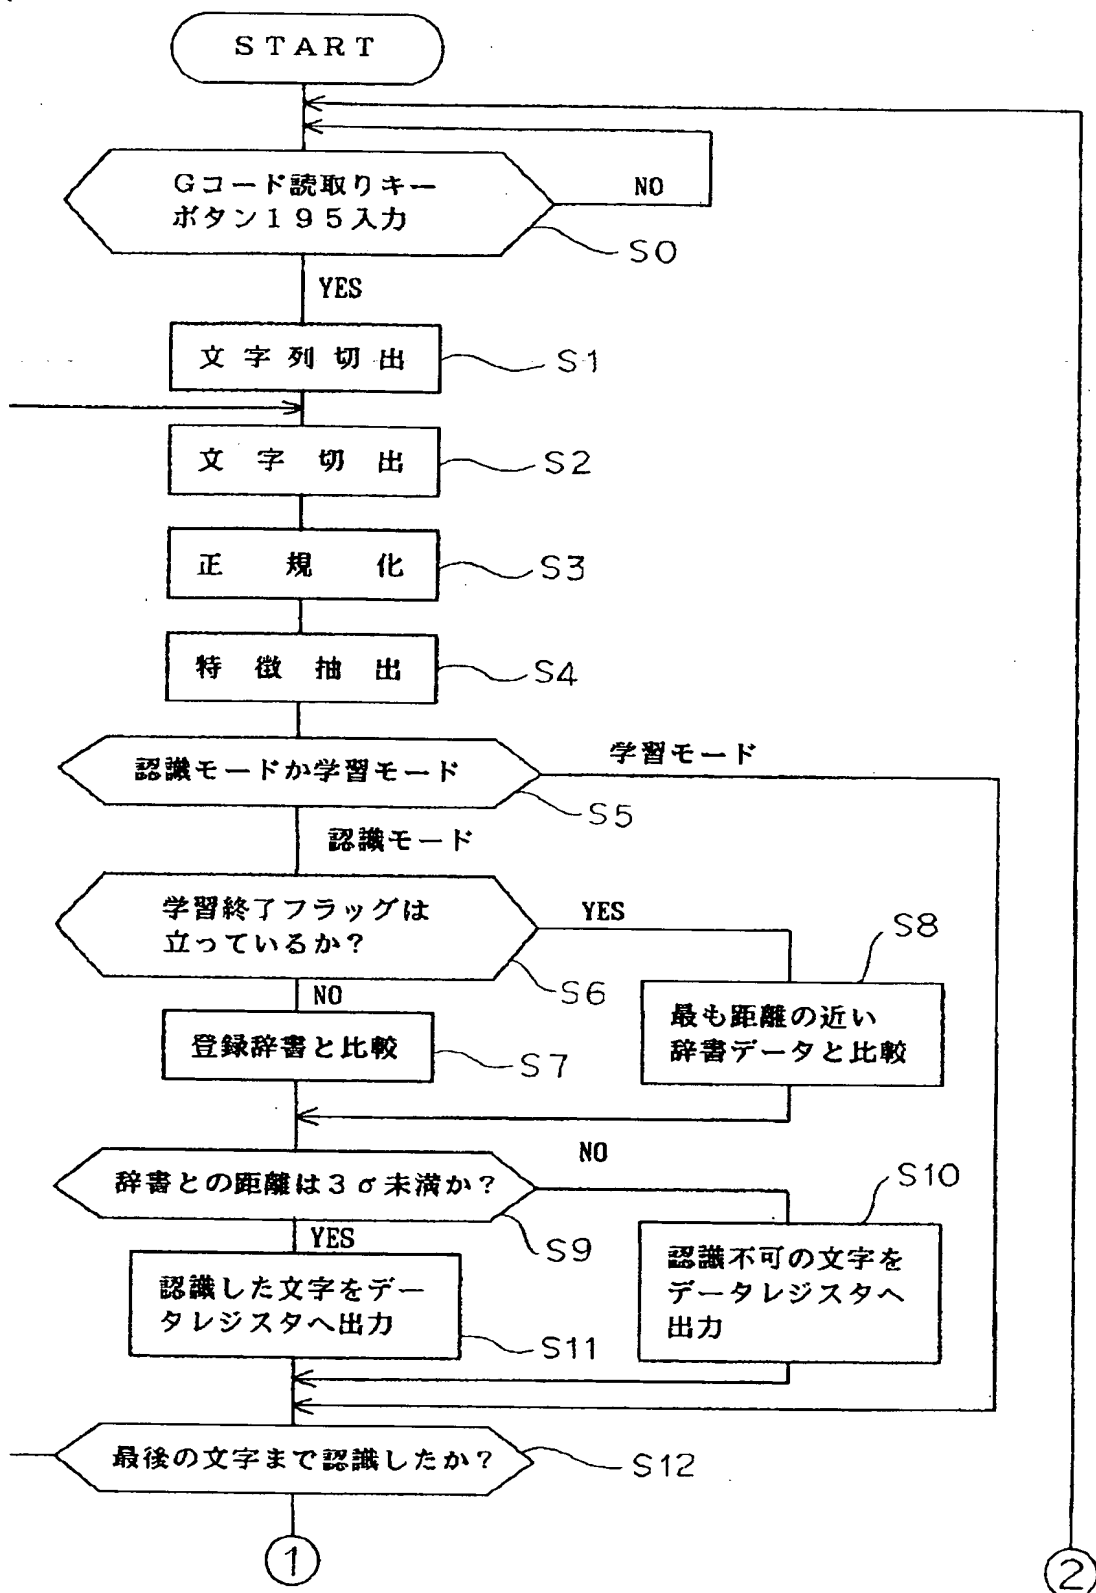 START
Gコード読取りキー
ボタン195入力
NO
S0
YES
文字列切出
S1
文字切出
S2
正規化
S3
特徴抽出
S4
認識モードか学習モード
学習モード
S5
認識モード
学習終了フラッグは
立っているか?
YES
S6
NO
S8
登録辞書と比較
S7
最も距離の近い
辞書データと比較
辞書との距離は3σ未満か?
NO
S9
YES
S10
認識した文字をデー
タレジスタへ出力
S11
認識不可の文字を
データレジスタへ
出力
最後の文字まで認識したか?
S12
1
2